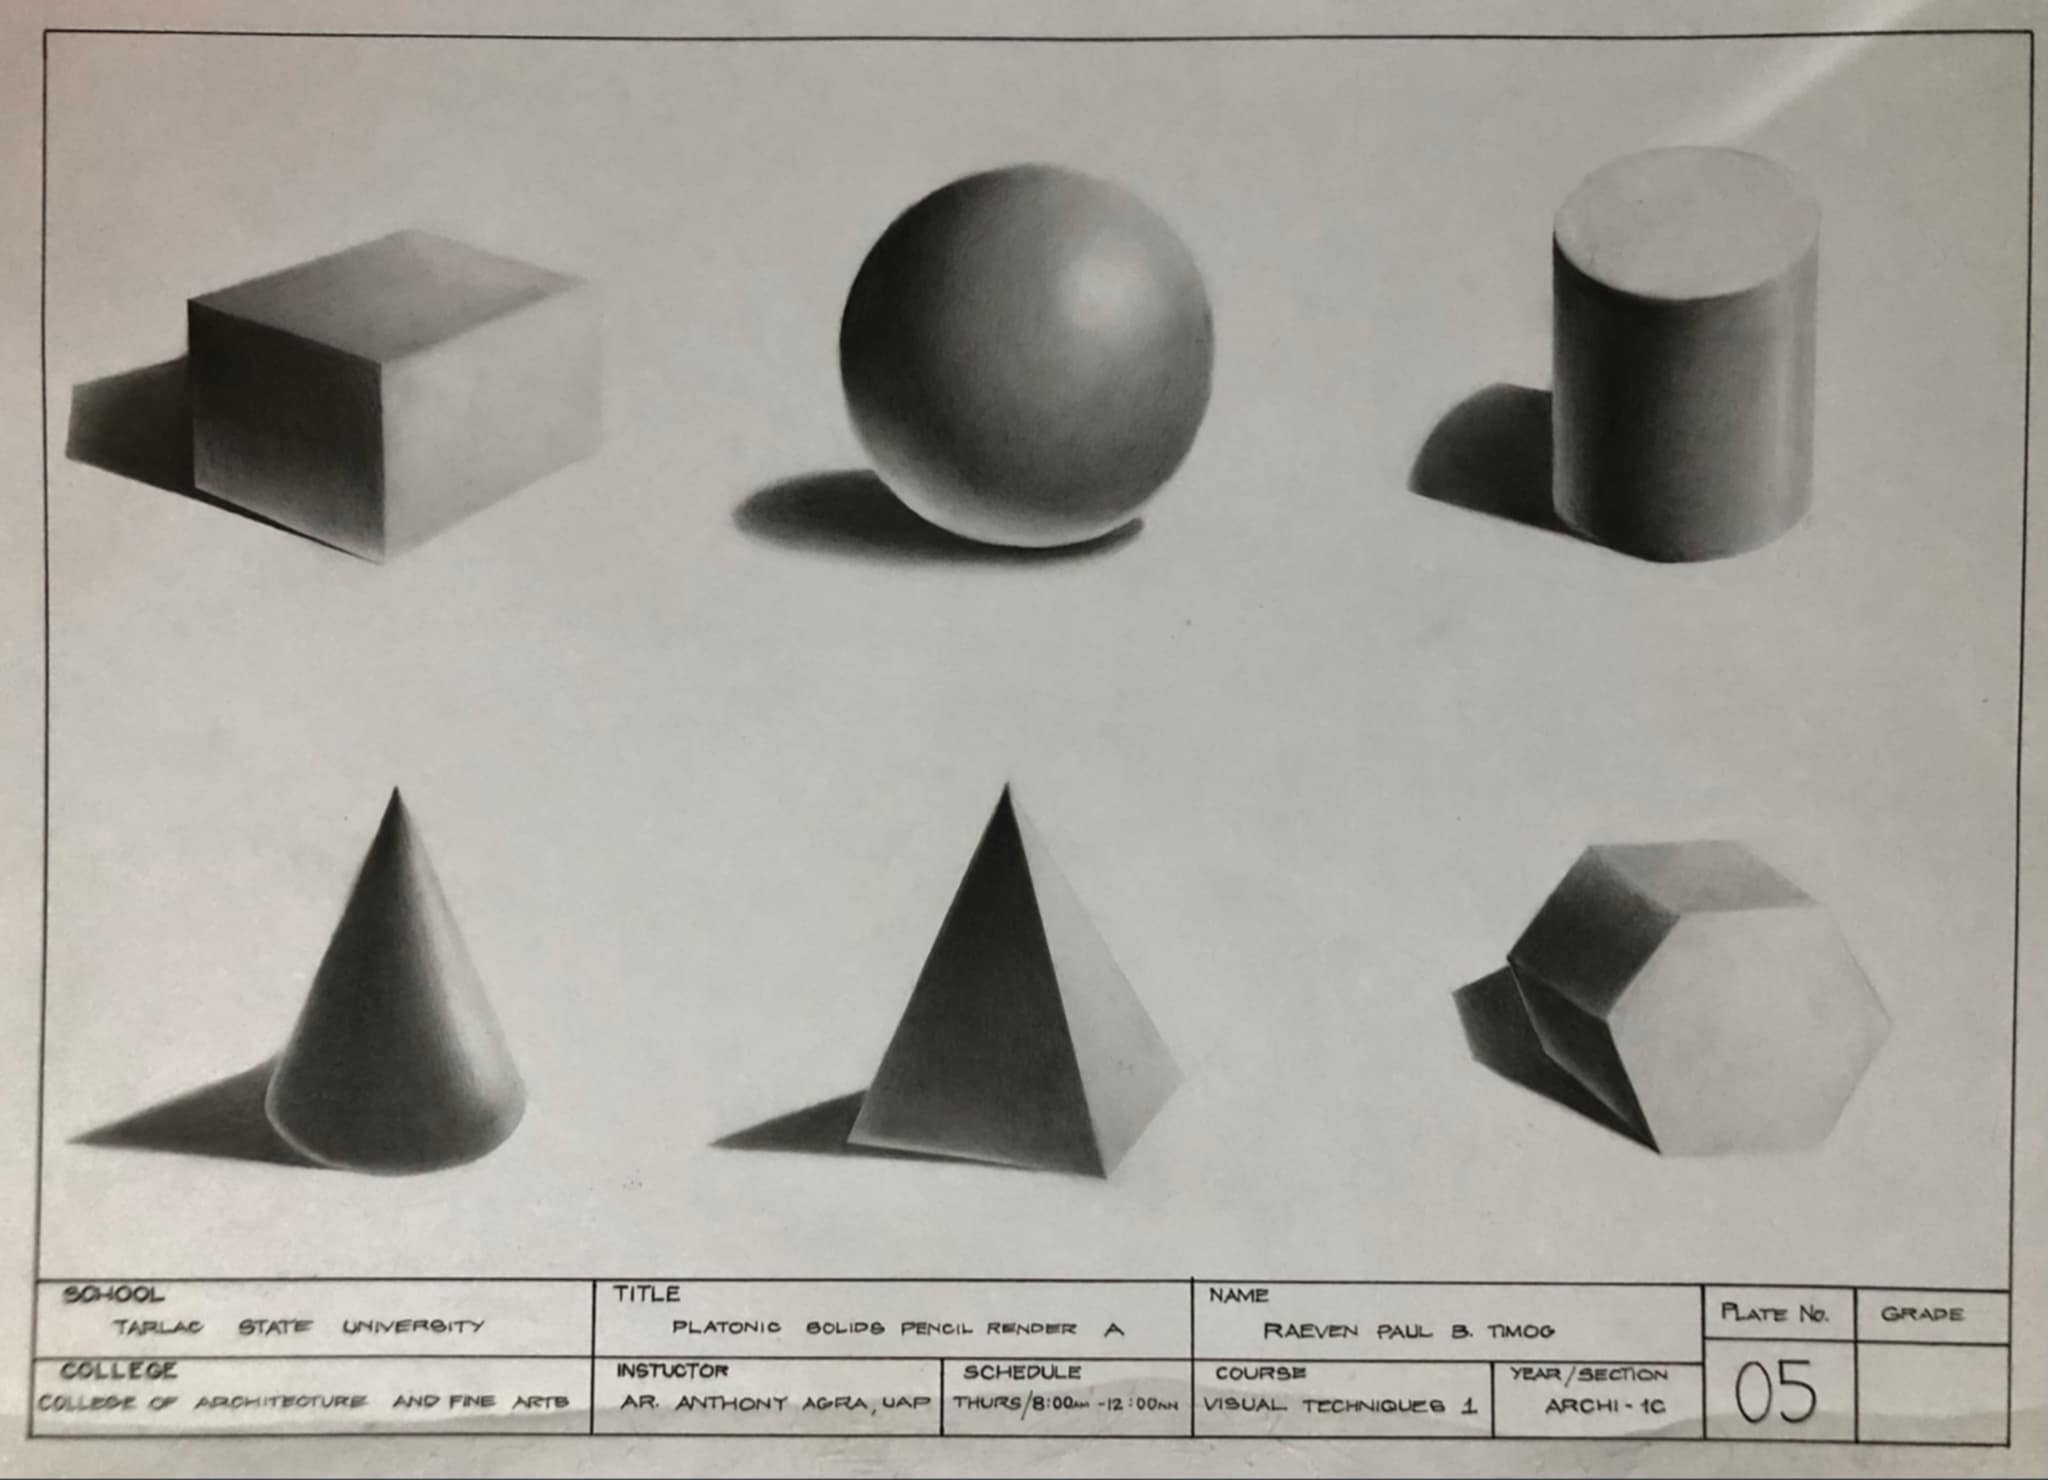 SCHOOL
TARLAC STATE UNIVERSITY
COLLEGE
COLLEGE OF ARCHITECTURE AND FINE ARTS
TITLE
PLATONIC SOLIDS PENCIL RENDER A
INSTUCTOR
AR. ANTHONY AGRA, UAP
SCHEDULE
THURS/8:00AM -12:00NN
NAME
RAEVEN PAUL B. TIMOG
COURSE
VISUAL TECHNIQUES 1
YEAR/SECTION
ARCHI - 1C
PLATE No.
05
GRADE